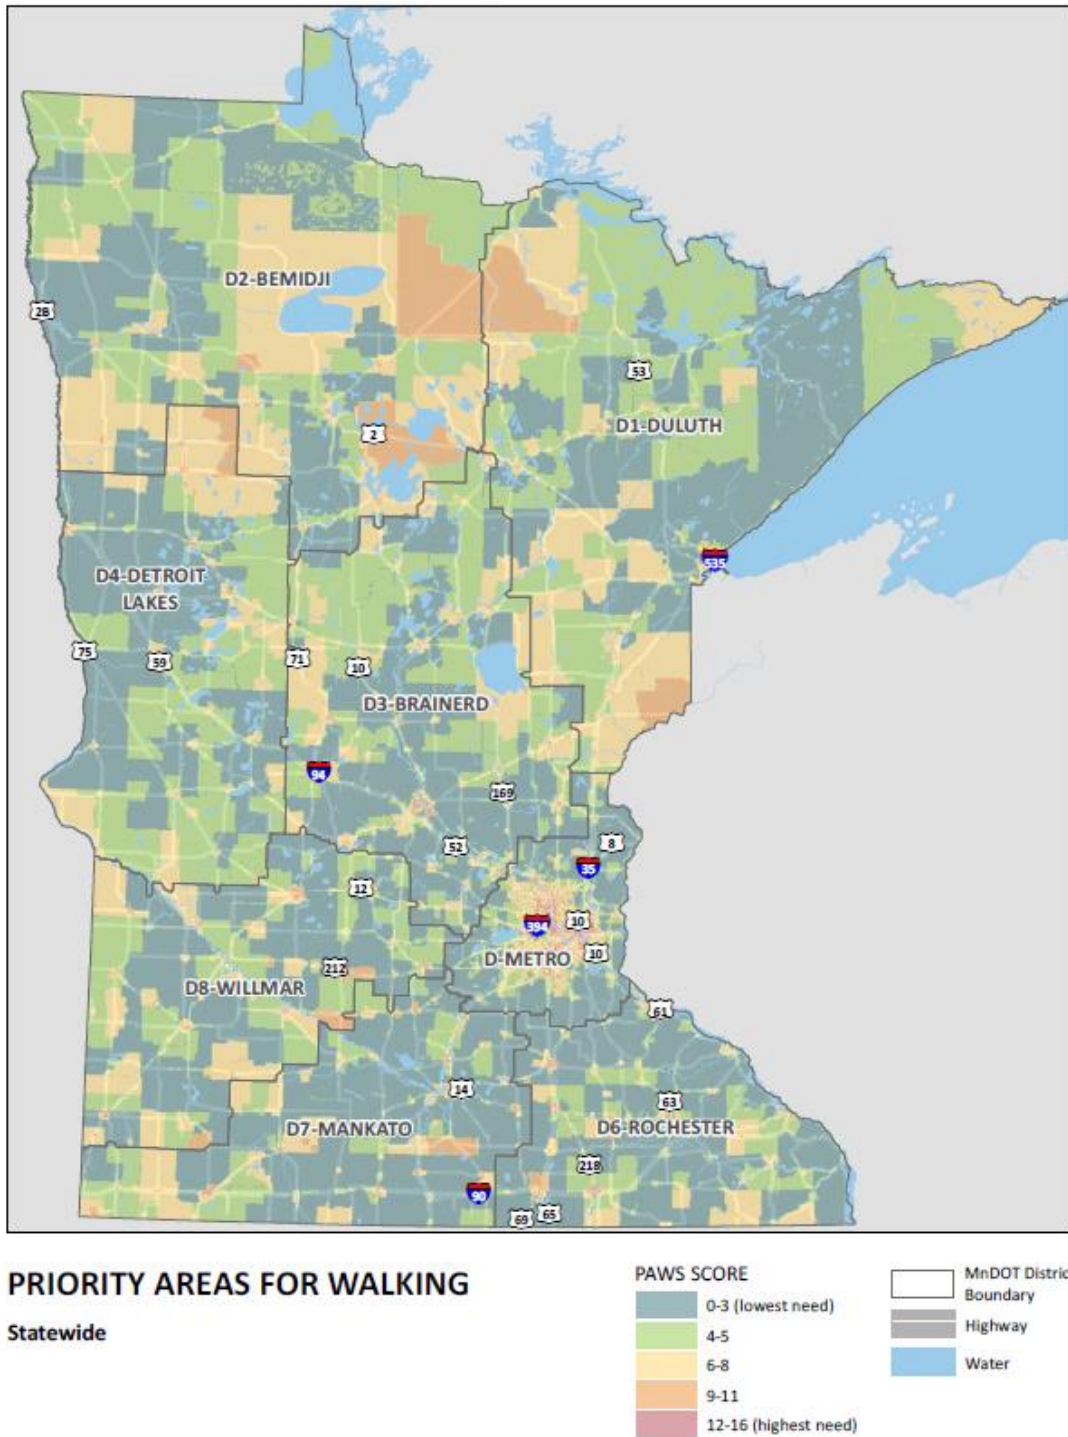 D2-BEMIDJI
28
53
D1-DULUTH
2
535
D4-DETROIT
LAKES
75
59
71
10
D3-BRAINERD
94
169
52
8
35
12
394
10
10
D-METRO
212
D8-WILLMAR
61
14
63
D7-MANKATO
D6-ROCHESTER
218
90
69
65
PRIORITY AREAS FOR WALKING
Statewide
PAWS SCORE
0-3 (lowest need)
4-5
6-8
9-11
12-16 (highest need)
MnDOT Distric
Boundary
Highway
Water